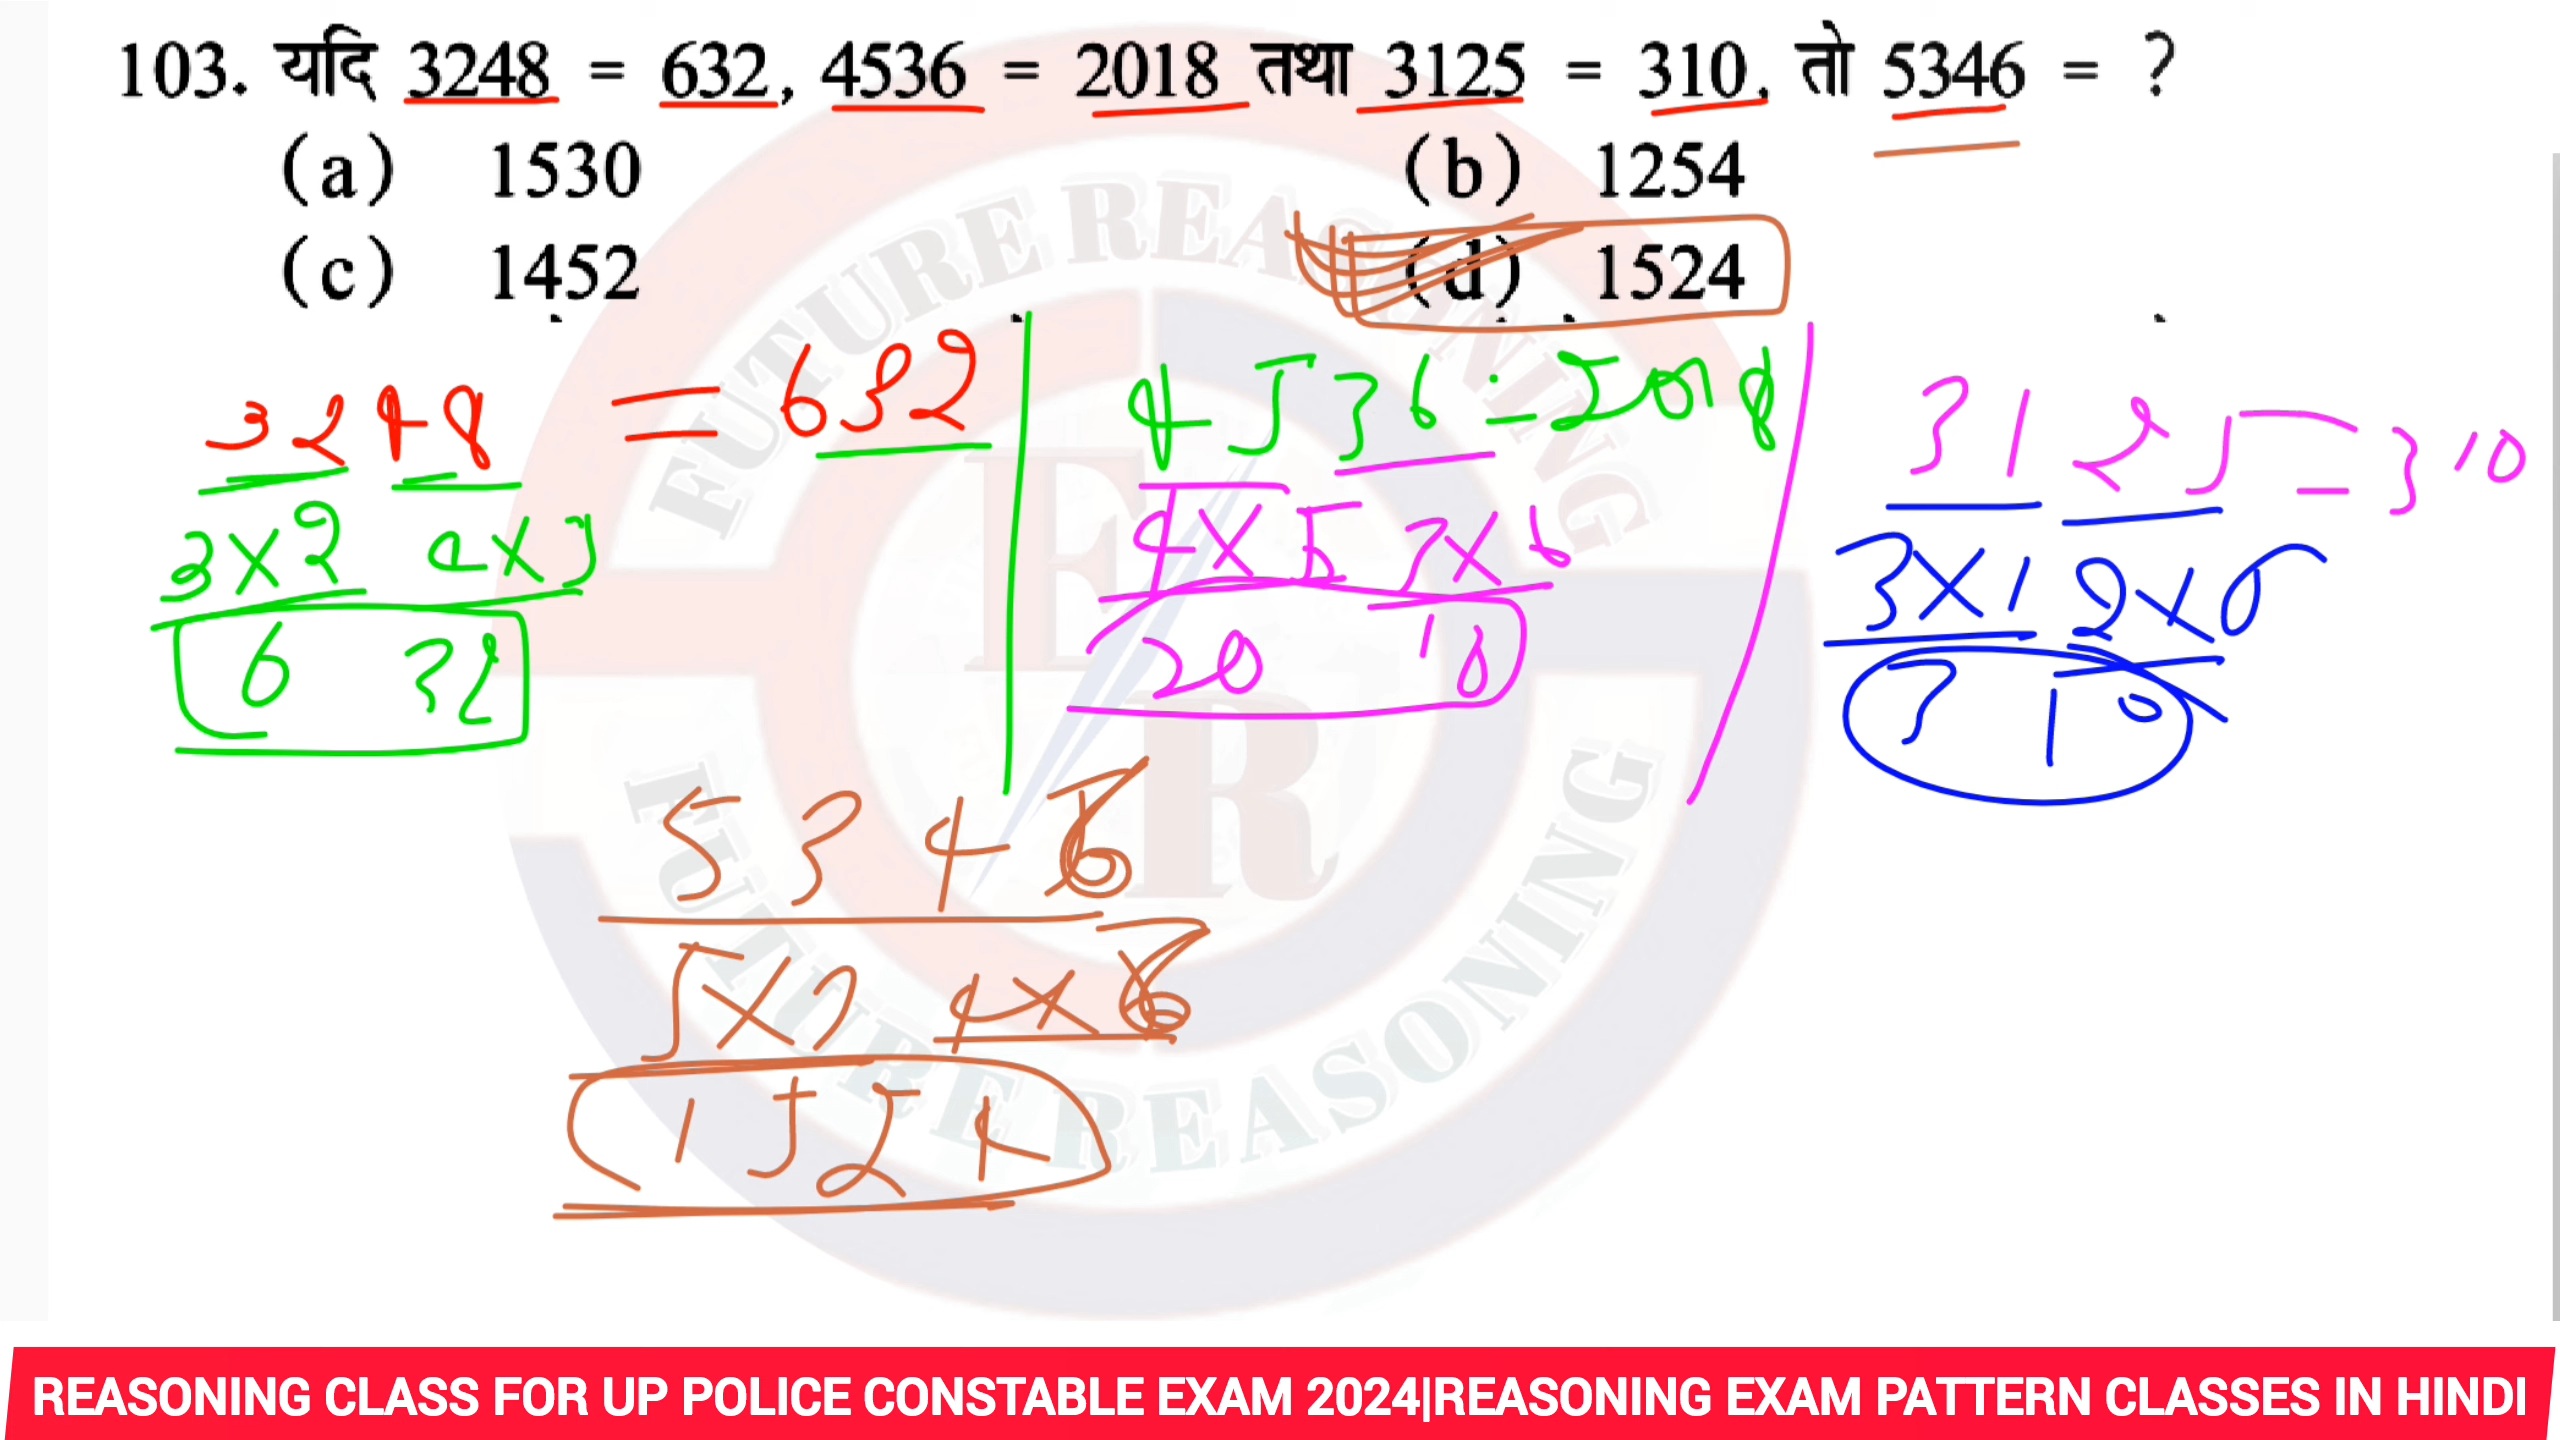 103. यदि 3248 = 632, 4536 = 2018 तथा 3125 = 310, तो 5346 = ?
(a) 1530 (b) 1254
(c) 1452 (d) 1524
3248 = 632
3×2
6 32
4536 = 2018
4×5 3×6
20 18
3125 = 310
3×1 2×5
3 10
5346
5×3 4×6
1524
FUTURE REASONING
ER
FUTURE REASONING
REASONING CLASS FOR UP POLICE CONSTABLE EXAM 2024|REASONING EXAM PATTERN CLASSES IN HINDI